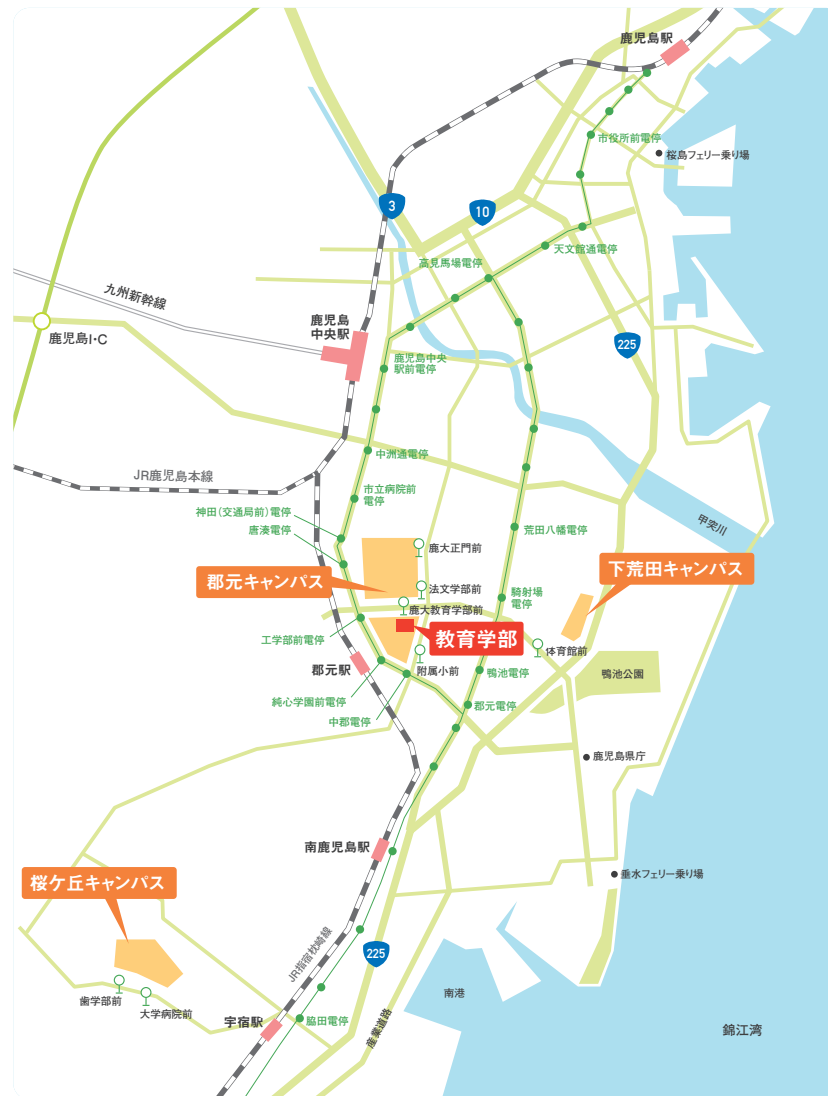 鹿児島駅
市役所前電停
桜島フェリー乗り場
3
10
天文館通電停
高見馬場電停
九州新幹線
鹿児島
中央駅
鹿児島I・C
225
鹿児島中央
駅前電停
中洲通電停
JR鹿児島本線
市立病院前
電停
神田(交通局前)電停
唐湊電停
甲突川
荒田八幡電停
鹿大正門前
郡元キャンパス
下荒田キャンパス
法文学部前
騎射場
電停
鹿大教育学部前
教育学部
工学部前電停
体育館前
郡元駅
附属小前
鴨池電停
鴨池公園
純心学園前電停
郡元電停
中郡電停
鹿児島県庁
南鹿児島駅
桜ケ丘キャンパス
垂水フェリー乗り場
JR指宿枕崎線
225
歯学部前
大学病院前
南港
宇宿駅
脇田電停
産業道路
錦江湾